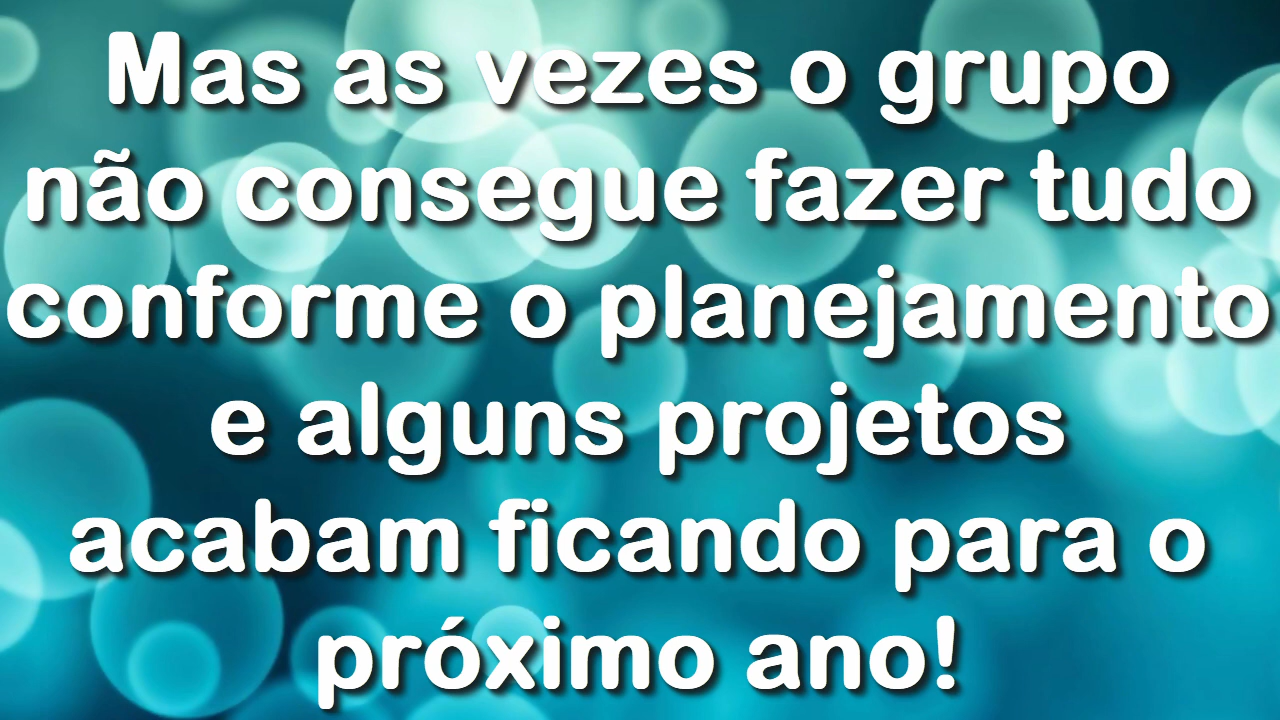 Mas as vezes o grupo
não consegue fazer tudo
conforme o planejamento
e alguns projetos
acabam ficando para o
próximo ano!